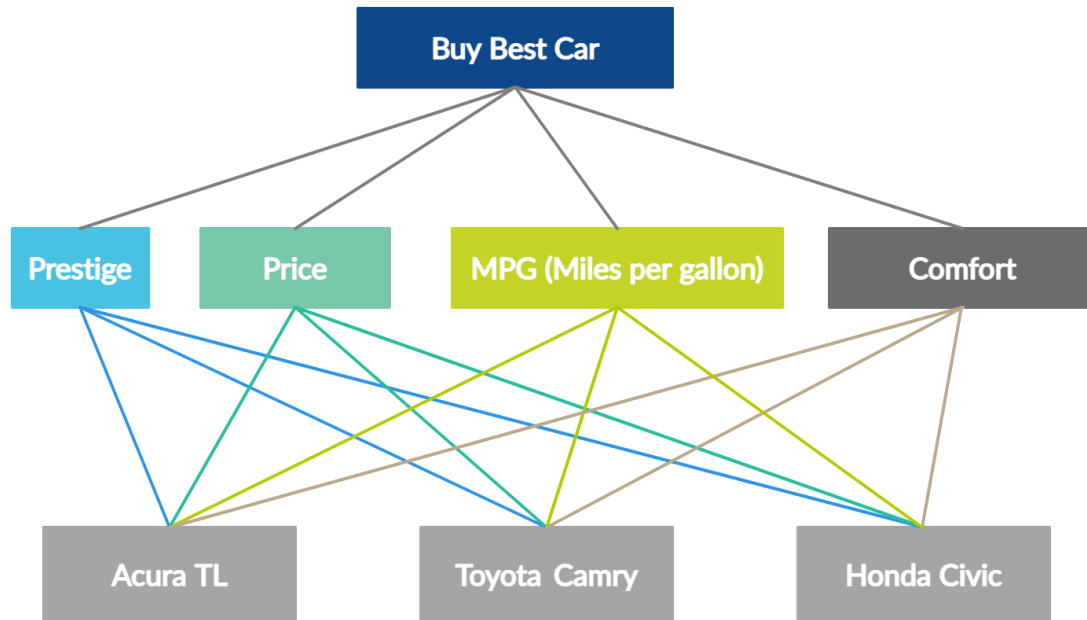 Buy Best Car
Prestige
Price
MPG (Miles per gallon)
Comfort
Acura TL
Toyota Camry
Honda Civic